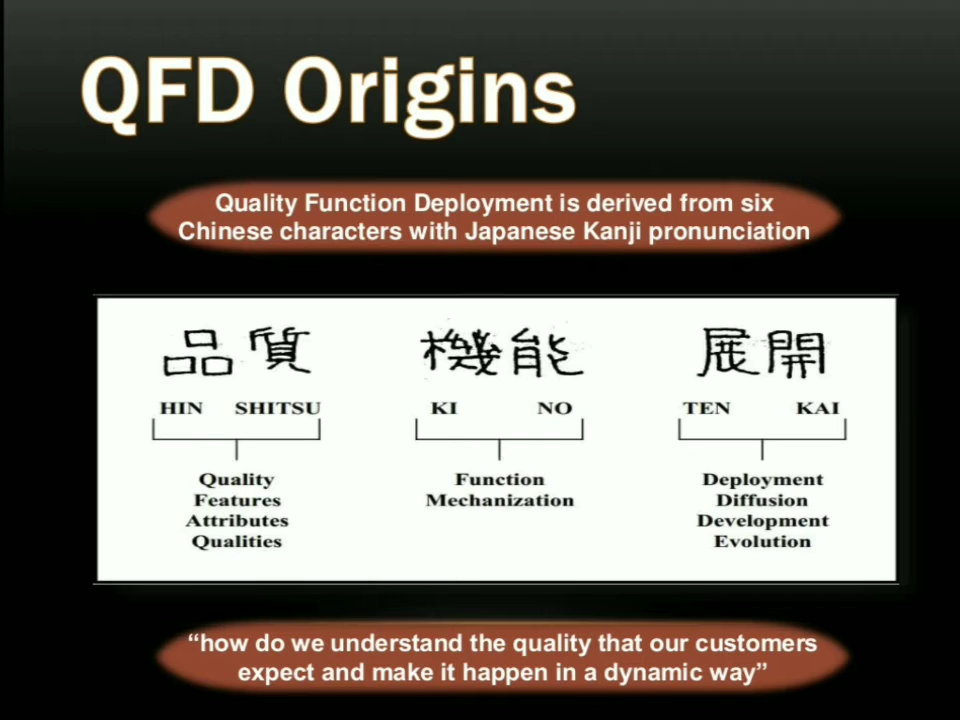 QFD Origins
Quality Function Deployment is derived from six
Chinese characters with Japanese Kanji pronunciation
品質 機能 展開
HIN SHITSU KI NO TEN KAI
Quality
Features
Attributes
Qualities
Function
Mechanization
Deployment
Diffusion
Development
Evolution
“how do we understand the quality that our customers
expect and make it happen in a dynamic way”